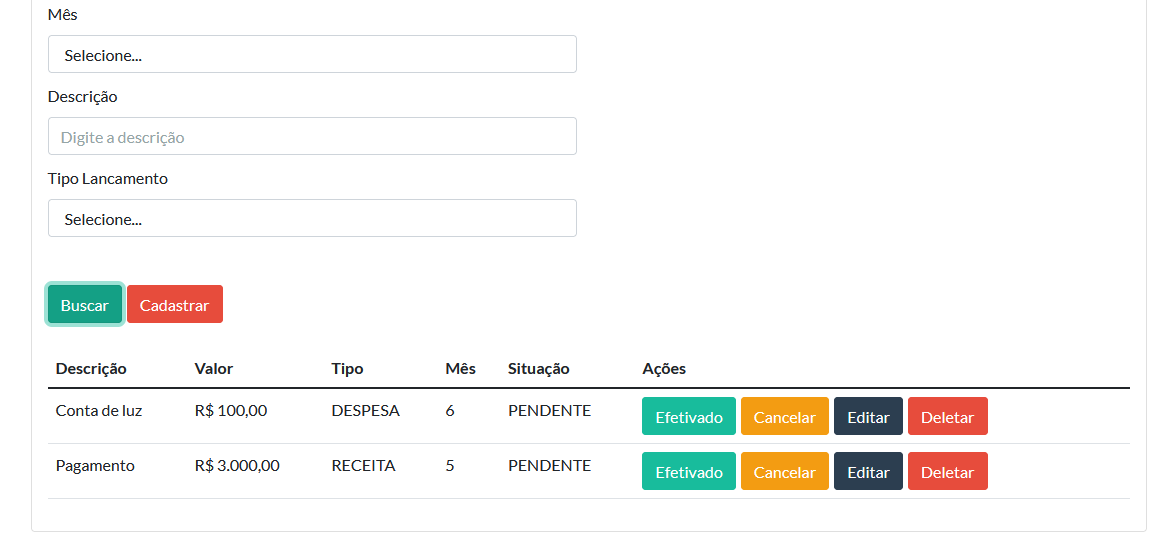 Mês
Selecione...
Descrição
Digite a descrição
Tipo Lancamento
Selecione...
Buscar Cadastrar
Descrição Valor Tipo Mês Situação Ações
Conta de luz R$ 100,00 DESPESA 6 PENDENTE Efetivado Cancelar Editar Deletar
Pagamento R$ 3.000,00 RECEITA 5 PENDENTE Efetivado Cancelar Editar Deletar